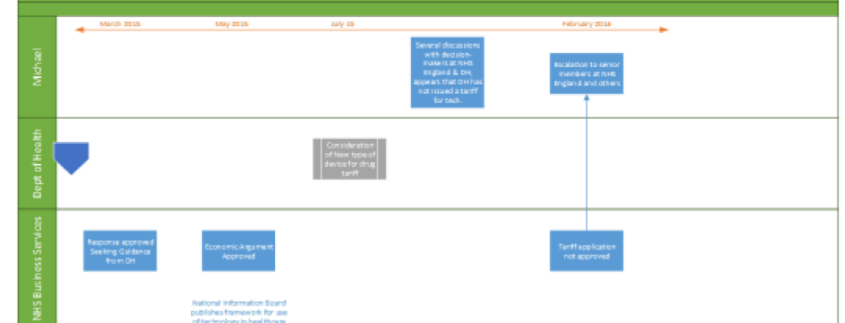 March 2015
May 2015
July 15
February 2016
Michael
Several discussions
with decision-
makers at NHS
England & DH,
appears that DH has
not issued a tariff
for tech.
Escalation to senior
members at NHS
England and others
Dept of Health
Consideration
of New type of
device for drug
tariff
NHS Business Services
Response approved
Seeking Guidance
from DH
Economic Argument
Approved
Tariff application
not approved
National Information Board
publishes framework for use
of technology in healthcare